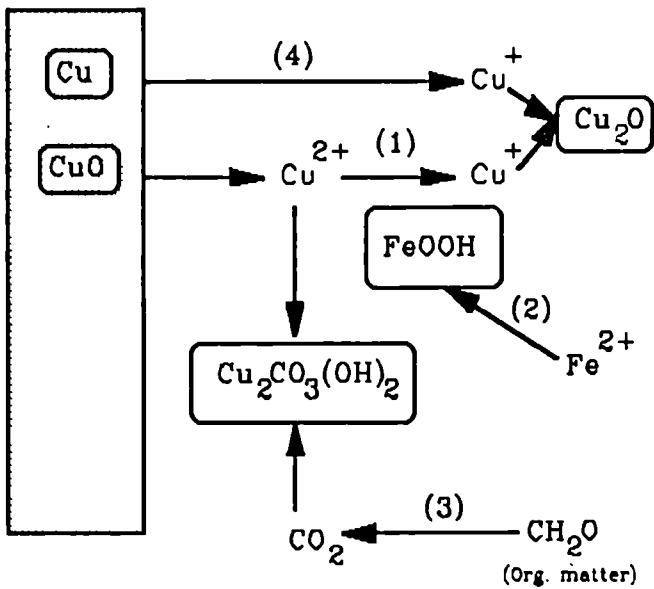 (4)
Cu
Cu⁺
Cu₂O
CuO
Cu²⁺
(1)
Cu⁺
FeOOH
(2)
Fe²⁺
Cu₂CO₃(OH)₂
(3)
CO₂
CH₂O
(Org. matter)